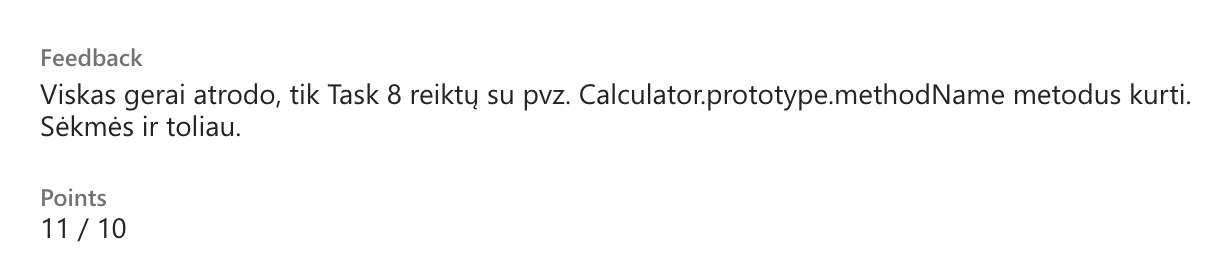 Feedback
Viskas gerai atrodo, tik Task 8 reiktų su pvz. Calculator.prototype.methodName metodus kurti.
Sėkmės ir toliau.
Points
11 / 10